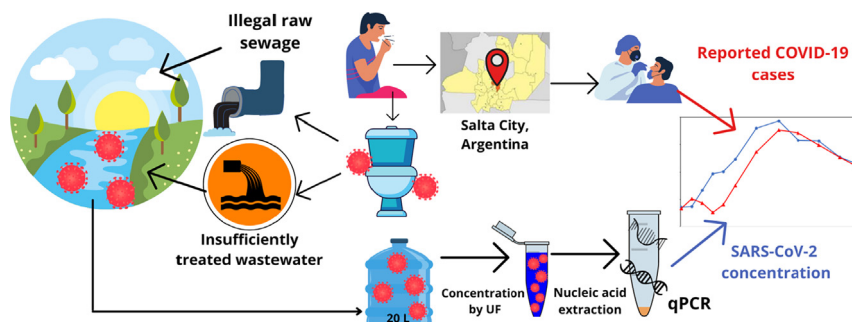 Illegal raw
sewage
Salta City,
Argentina
Reported COVID-19
cases
Insufficiently
treated wastewater
20 L
Concentration
by UF
Nucleic acid
extraction
qPCR
SARS-CoV-2
concentration